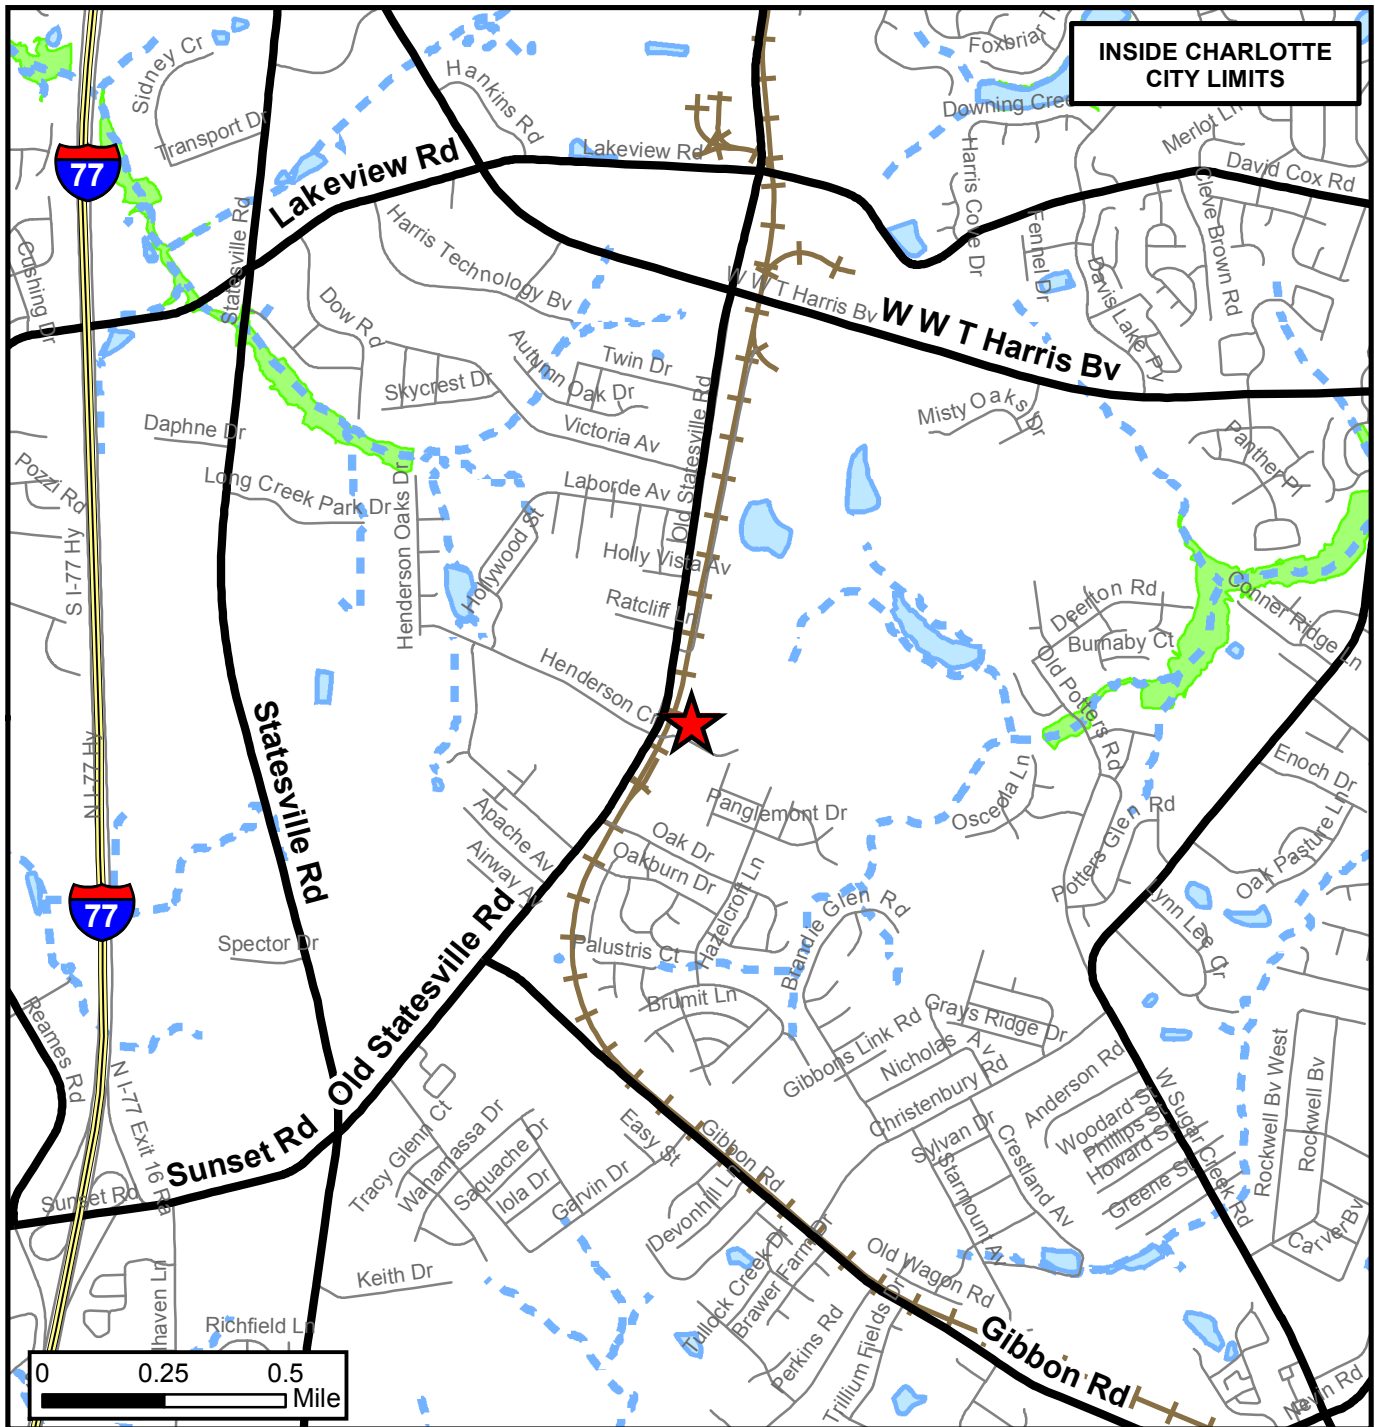 INSIDE CHARLOTTE
CITY LIMITS
Foxbriar
Sidney Cr
Hankins Rd
Downing
Merlot Ln
Transport Dr
Lakeview Rd
Lakeview Rd
David Cox Rd
77
Harris Cove Dr
Cleve Brown Rd
Statesville Rd
Harris Technology Bv
Fennel Dr
Cushing Dr
Davis Lake Py
W W T Harris Bv
W W T Harris Bv
Dow Rd
Autumn Oak Dr
Twin Dr
Skycrest Dr
Old Statesville Rd
Misty Oaks Dr
Daphne Dr
Victoria Av
Panther Pl
Pozzi Rd
Long Creek Park Dr
Laborde Av
Henderson Oaks Dr
Hollywood St
Holly Vista Av
S I-77 Hy
Ratcliff Ln
Deerton Rd
Conner Ridge Ln
Burnaby Ct
Henderson Cr
Old Potters Rd
Statesville Rd
N I-77 Hy
Enoch Dr
Osceola Ln
Panglemont Dr
Apache Av
Oak Dr
Potters Glen Rd
Oak Pasture Ln
Airway Av
Oakburn Dr
Hazelcroft Ln
Brandie Glen Rd
Lynn Lee Cr
77
Spector Dr
Old Statesville Rd
Palustris Ct
Brumit Ln
Reames Rd
Grays Ridge Dr
Gibbons Link Rd
Nicholas Av
Christenbury Rd
Anderson Rd
W Sugar Creek Rd
Rockwell Bv West
Rockwell Bv
N I-77 Exit 16 Ra
Tracy Glenn Ct
Wahamassa Dr
Saquache Dr
Iola Dr
Garvin Dr
Easy St
Gibbon Rd
Sylvan Dr
Crestland Av
Woodard St
Phillips St
Howard St
Greene St
Sunset Rd
Sunset Rd
Devonhill Ln
Starmount Av
Carver Bv
Keith Dr
Tullock Creek Dr
Brawer Farm Dr
Old Wagon Rd
lhaven Ln
Richfield Ln
Perkins Rd
Trillium Fields Dr
Gibbon Rd
Nevin Rd
0 0.25 0.5
Mile